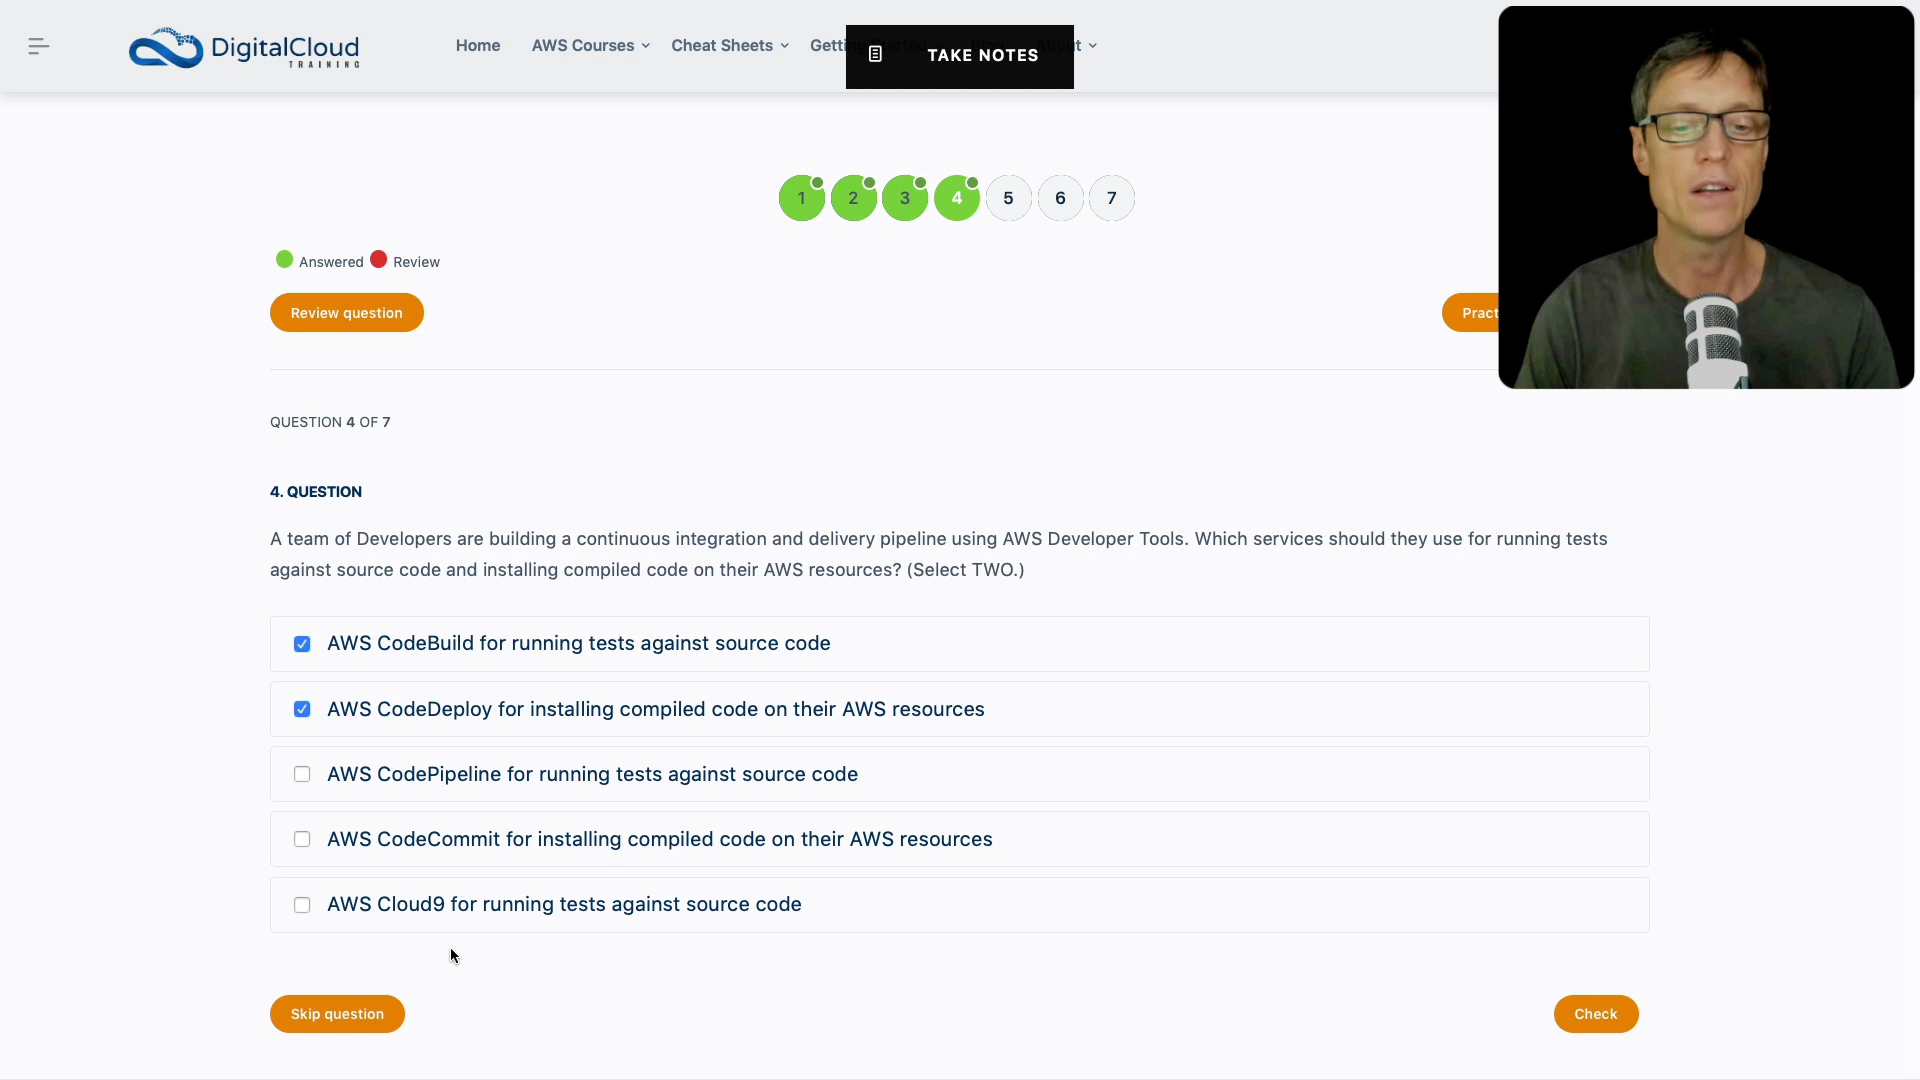 DigitalCloud
TRAINING
Home
AWS Courses
Cheat Sheets
TAKE NOTES
1
2
3
4
5
6
7
Answered
Review
Review question
QUESTION 4 OF 7
4. QUESTION
A team of Developers are building a continuous integration and delivery pipeline using AWS Developer Tools. Which services should they use for running tests
against source code and installing compiled code on their AWS resources? (Select TWO.)
AWS CodeBuild for running tests against source code
AWS CodeDeploy for installing compiled code on their AWS resources
AWS CodePipeline for running tests against source code
AWS CodeCommit for installing compiled code on their AWS resources
AWS Cloud9 for running tests against source code
Skip question
Check